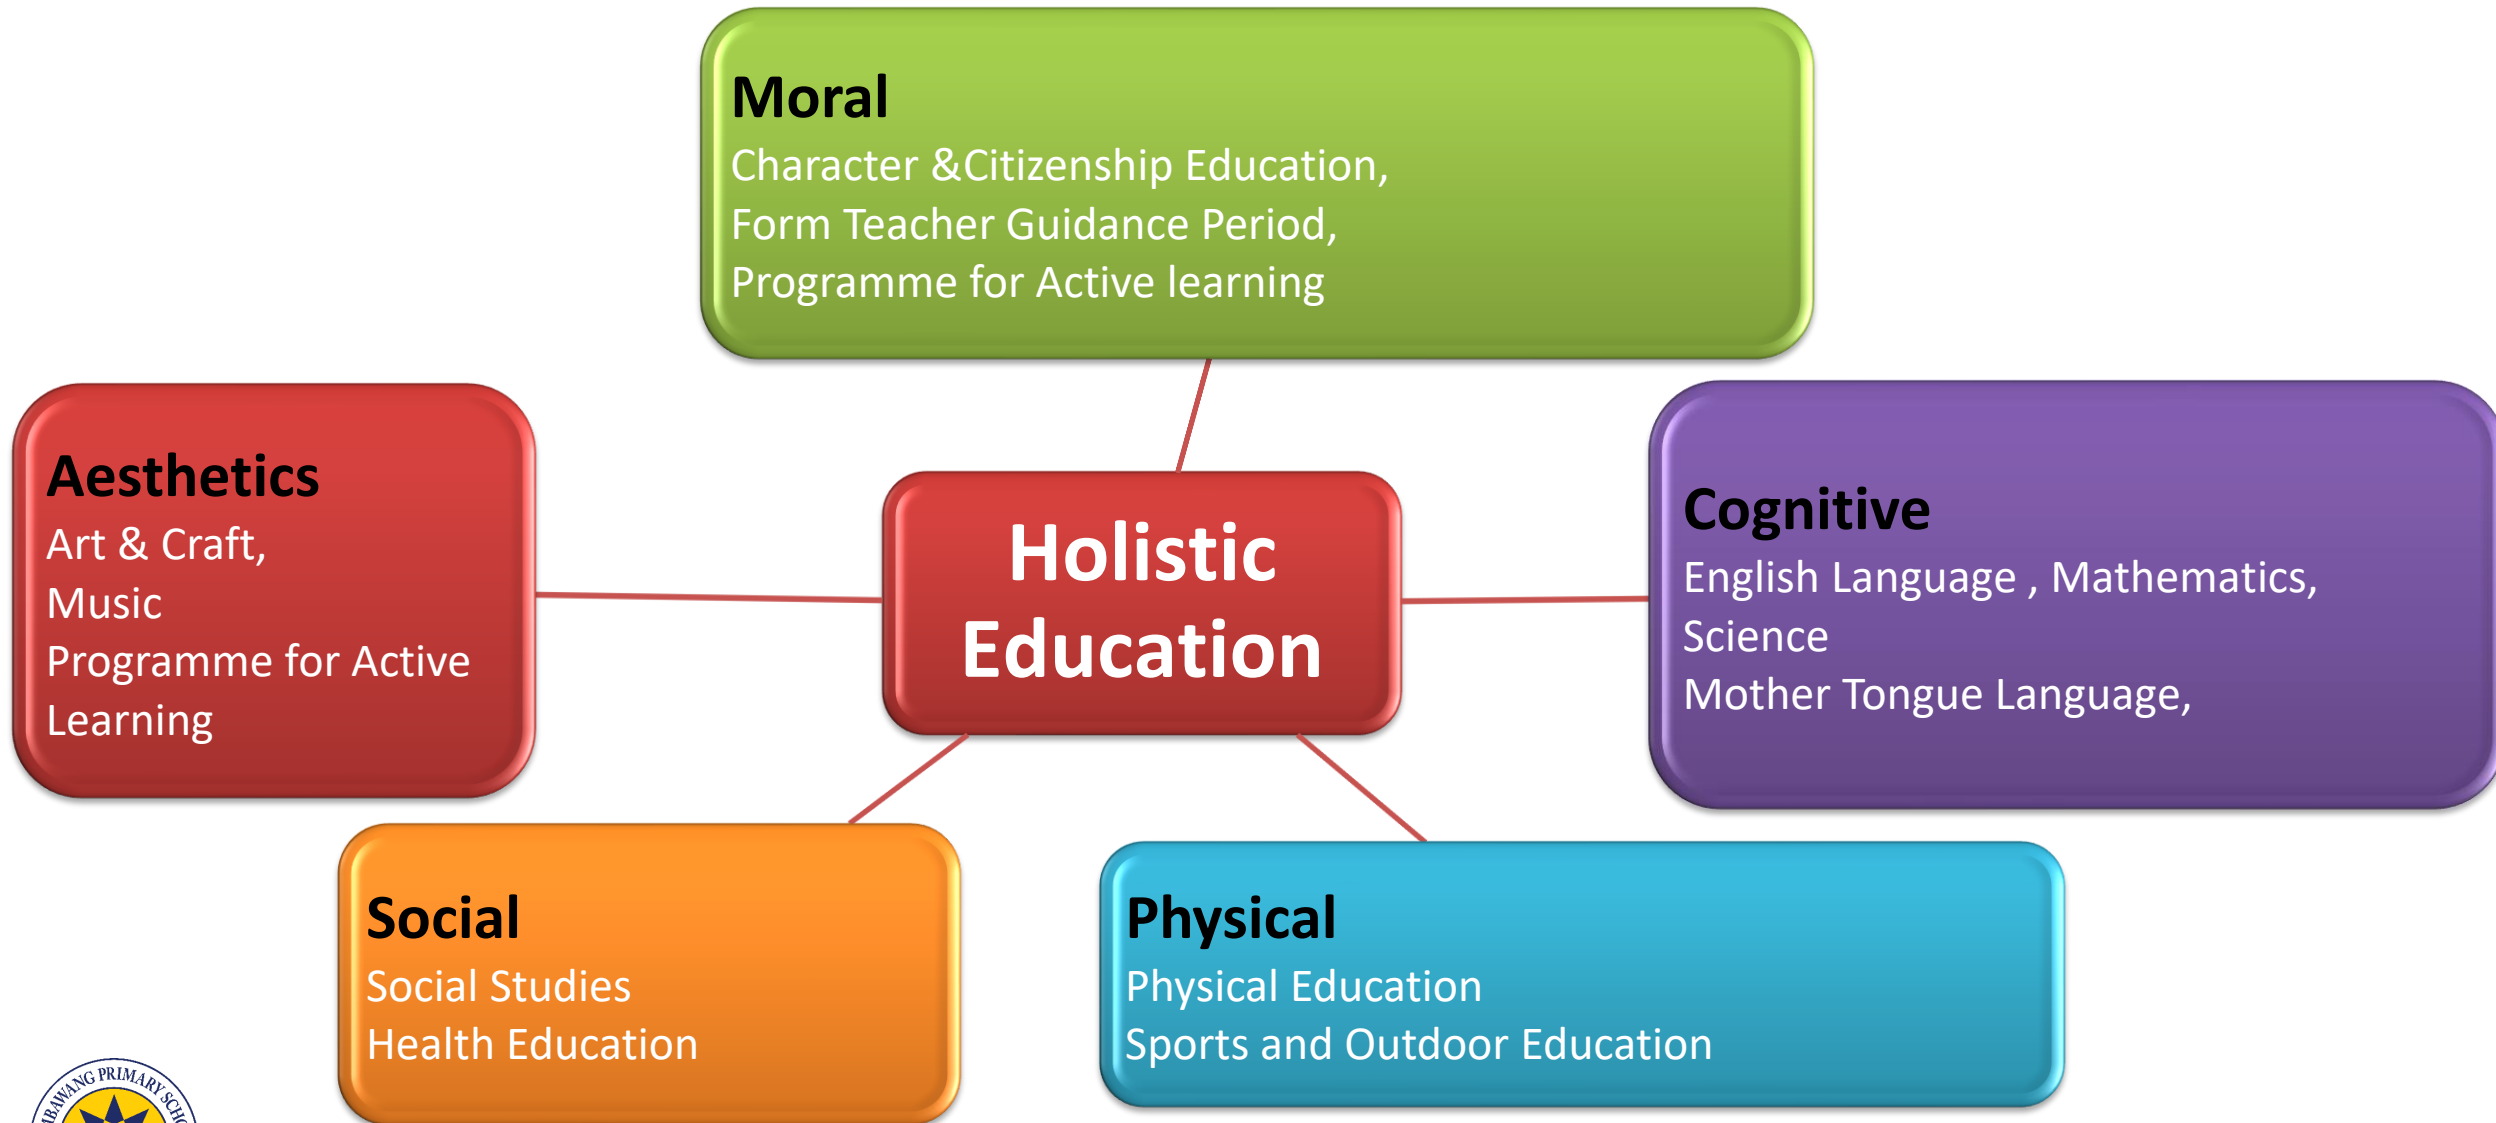 Moral
Character &Citizenship Education,
Form Teacher Guidance Period,
Programme for Active learning
Aesthetics
Art & Craft,
Music
Programme for Active
Learning
Holistic
Education
Cognitive
English Language , Mathematics,
Science
Mother Tongue Language,
Social
Social Studies
Health Education
Physical
Physical Education
Sports and Outdoor Education
PRIMARY